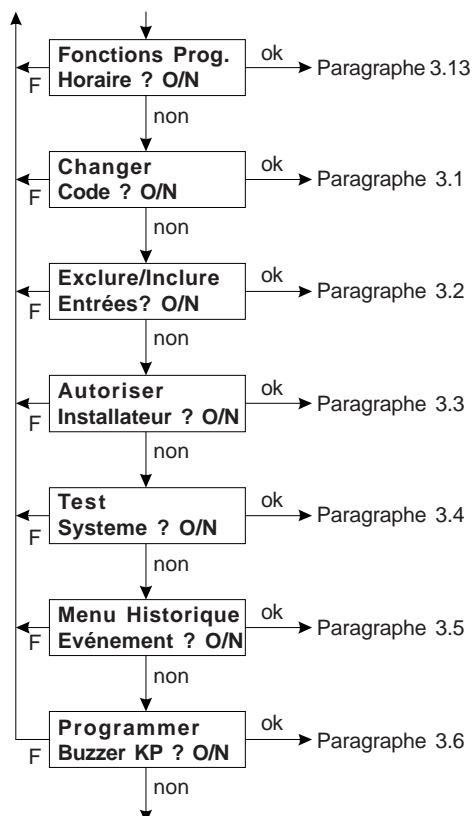 Fonctions Prog.
Horaire ? O/N
ok
Paragraphe 3.13
F
non
Changer
Code ? O/N
ok
Paragraphe 3.1
F
non
Exclure/Inclure
Entrées? O/N
ok
Paragraphe 3.2
F
non
Autoriser
Installateur ? O/N
ok
Paragraphe 3.3
F
non
Test
Systeme ? O/N
ok
Paragraphe 3.4
F
non
Menu Historique
Evénement ? O/N
ok
Paragraphe 3.5
F
non
Programmer
Buzzer KP ? O/N
ok
Paragraphe 3.6
F
non